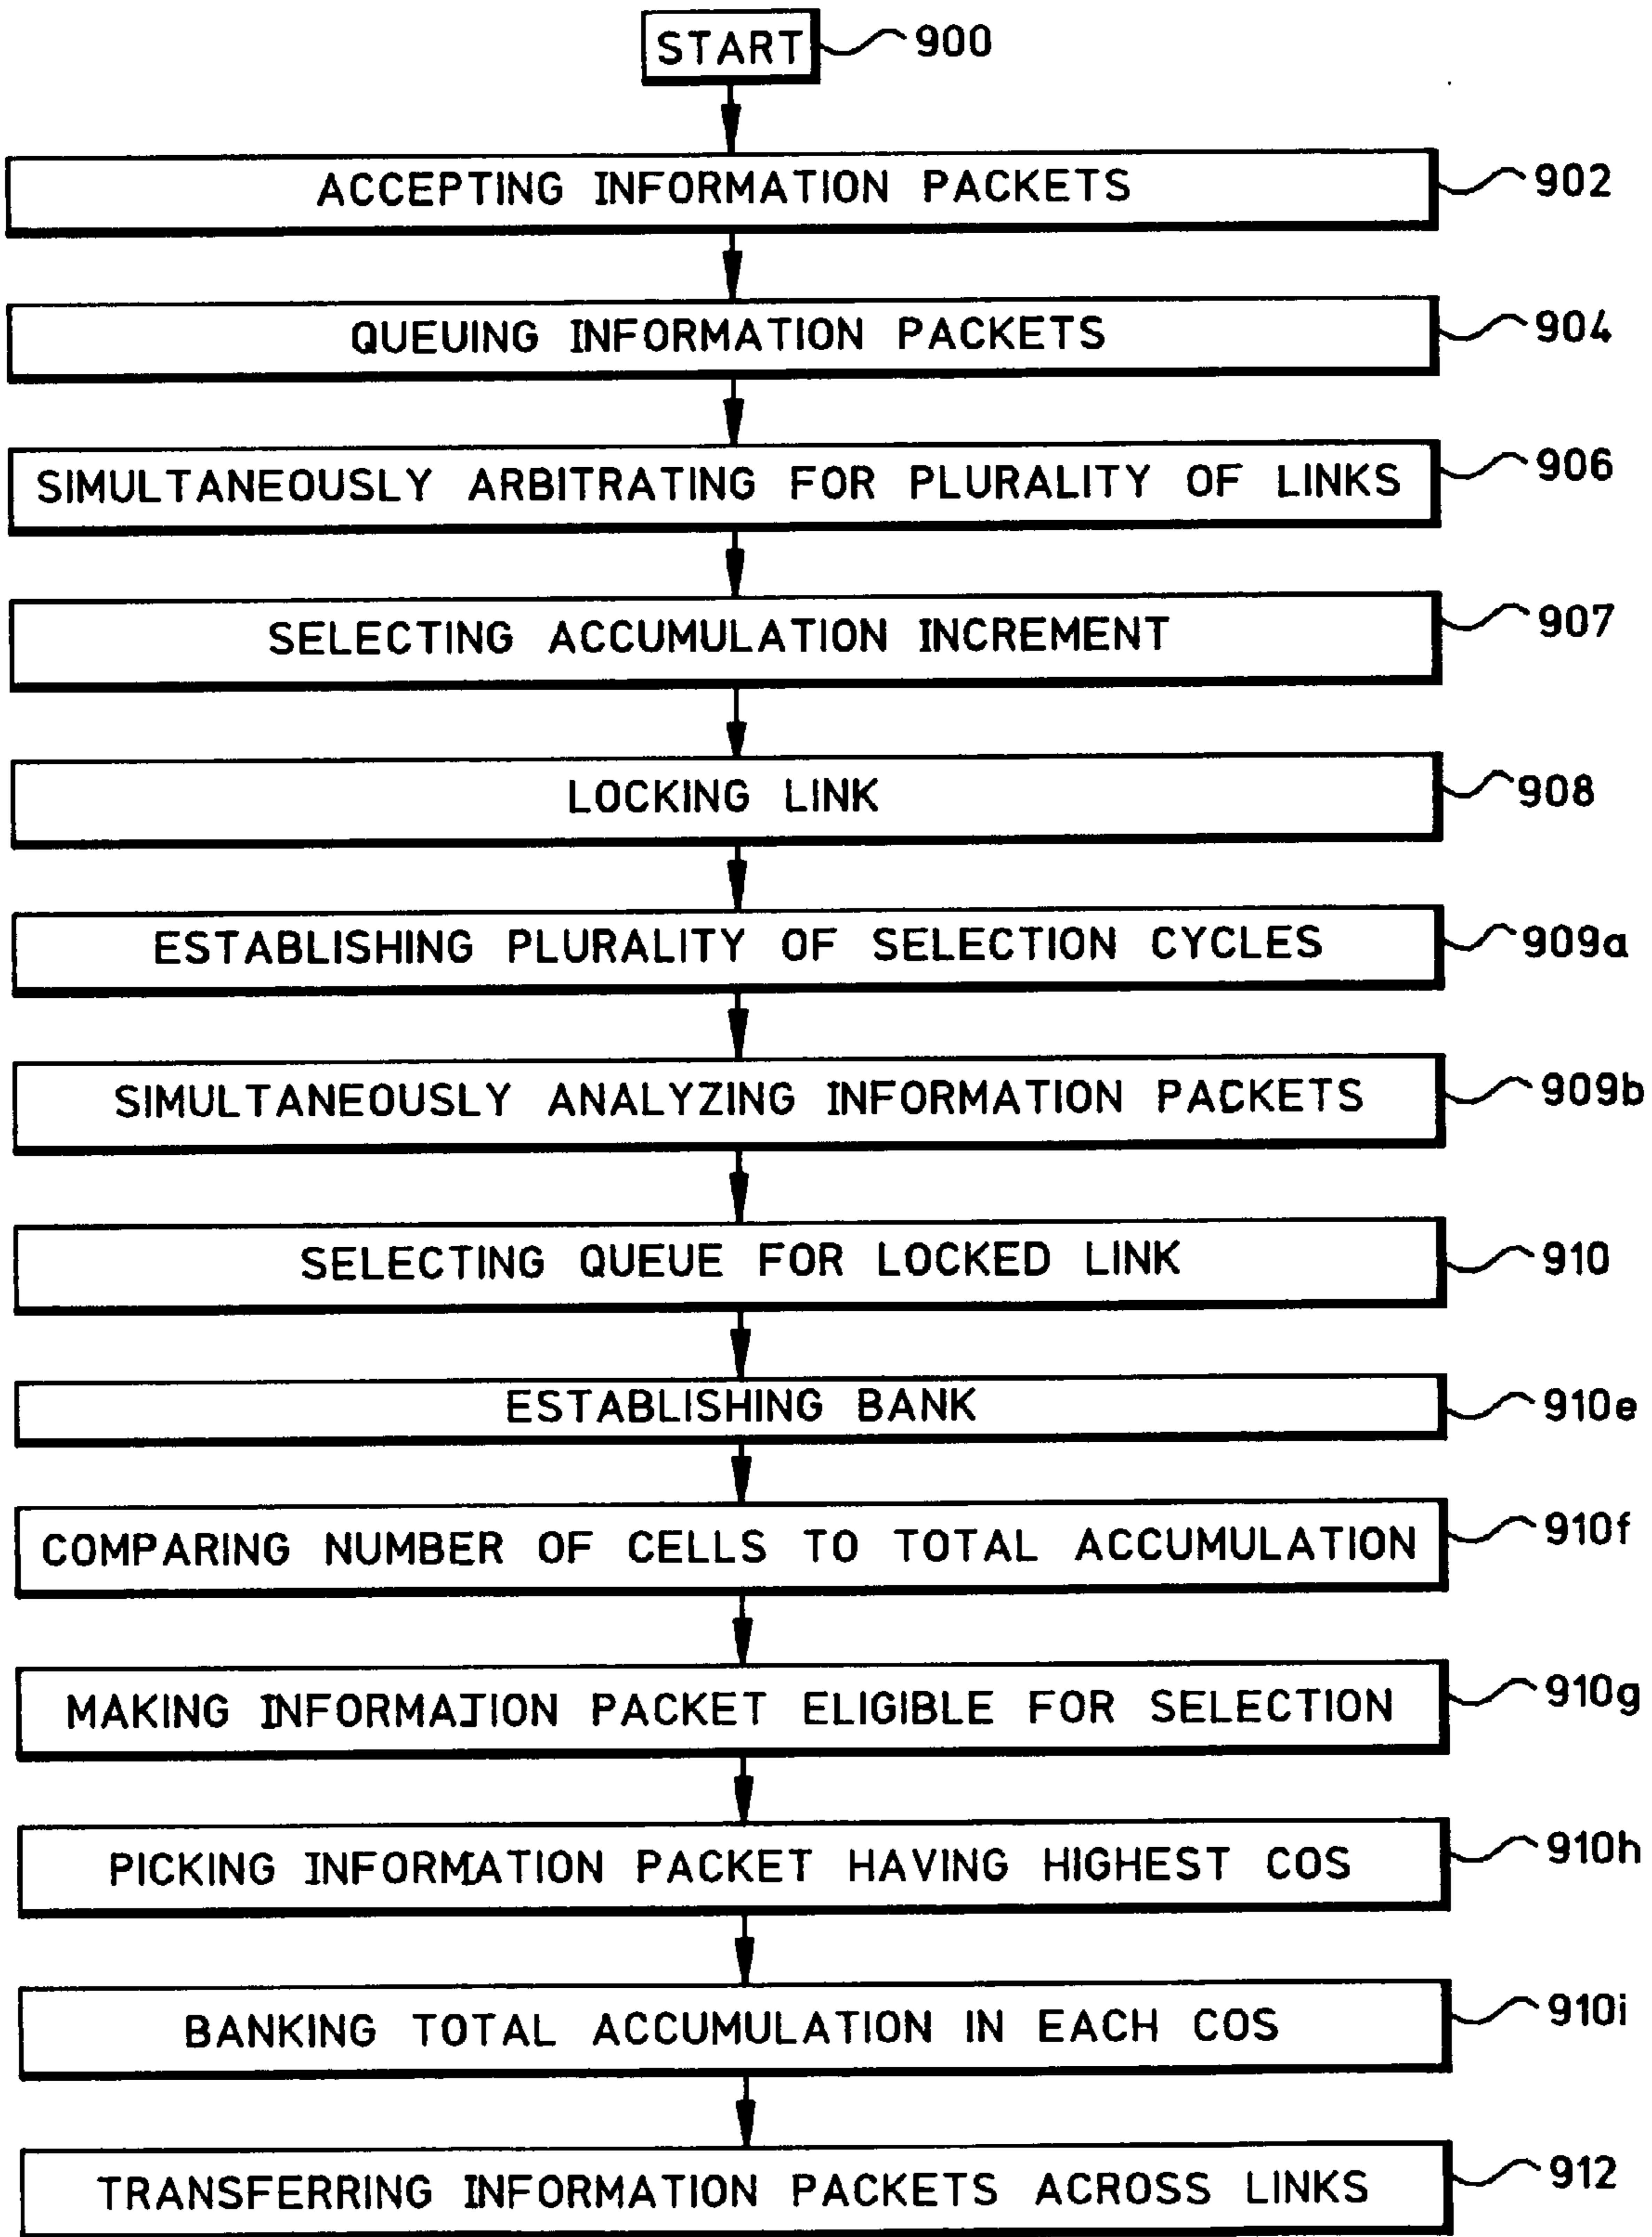 START 900
ACCEPTING INFORMATION PACKETS 902
QUEUING INFORMATION PACKETS 904
SIMULTANEOUSLY ARBITRATING FOR PLURALITY OF LINKS 906
SELECTING ACCUMULATION INCREMENT 907
LOCKING LINK 908
ESTABLISHING PLURALITY OF SELECTION CYCLES 909a
SIMULTANEOUSLY ANALYZING INFORMATION PACKETS 909b
SELECTING QUEUE FOR LOCKED LINK 910
ESTABLISHING BANK 910e
COMPARING NUMBER OF CELLS TO TOTAL ACCUMULATION 910f
MAKING INFORMATION PACKET ELIGIBLE FOR SELECTION 910g
PICKING INFORMATION PACKET HAVING HIGHEST COS 910h
BANKING TOTAL ACCUMULATION IN EACH COS 910i
TRANSFERRING INFORMATION PACKETS ACROSS LINKS 912